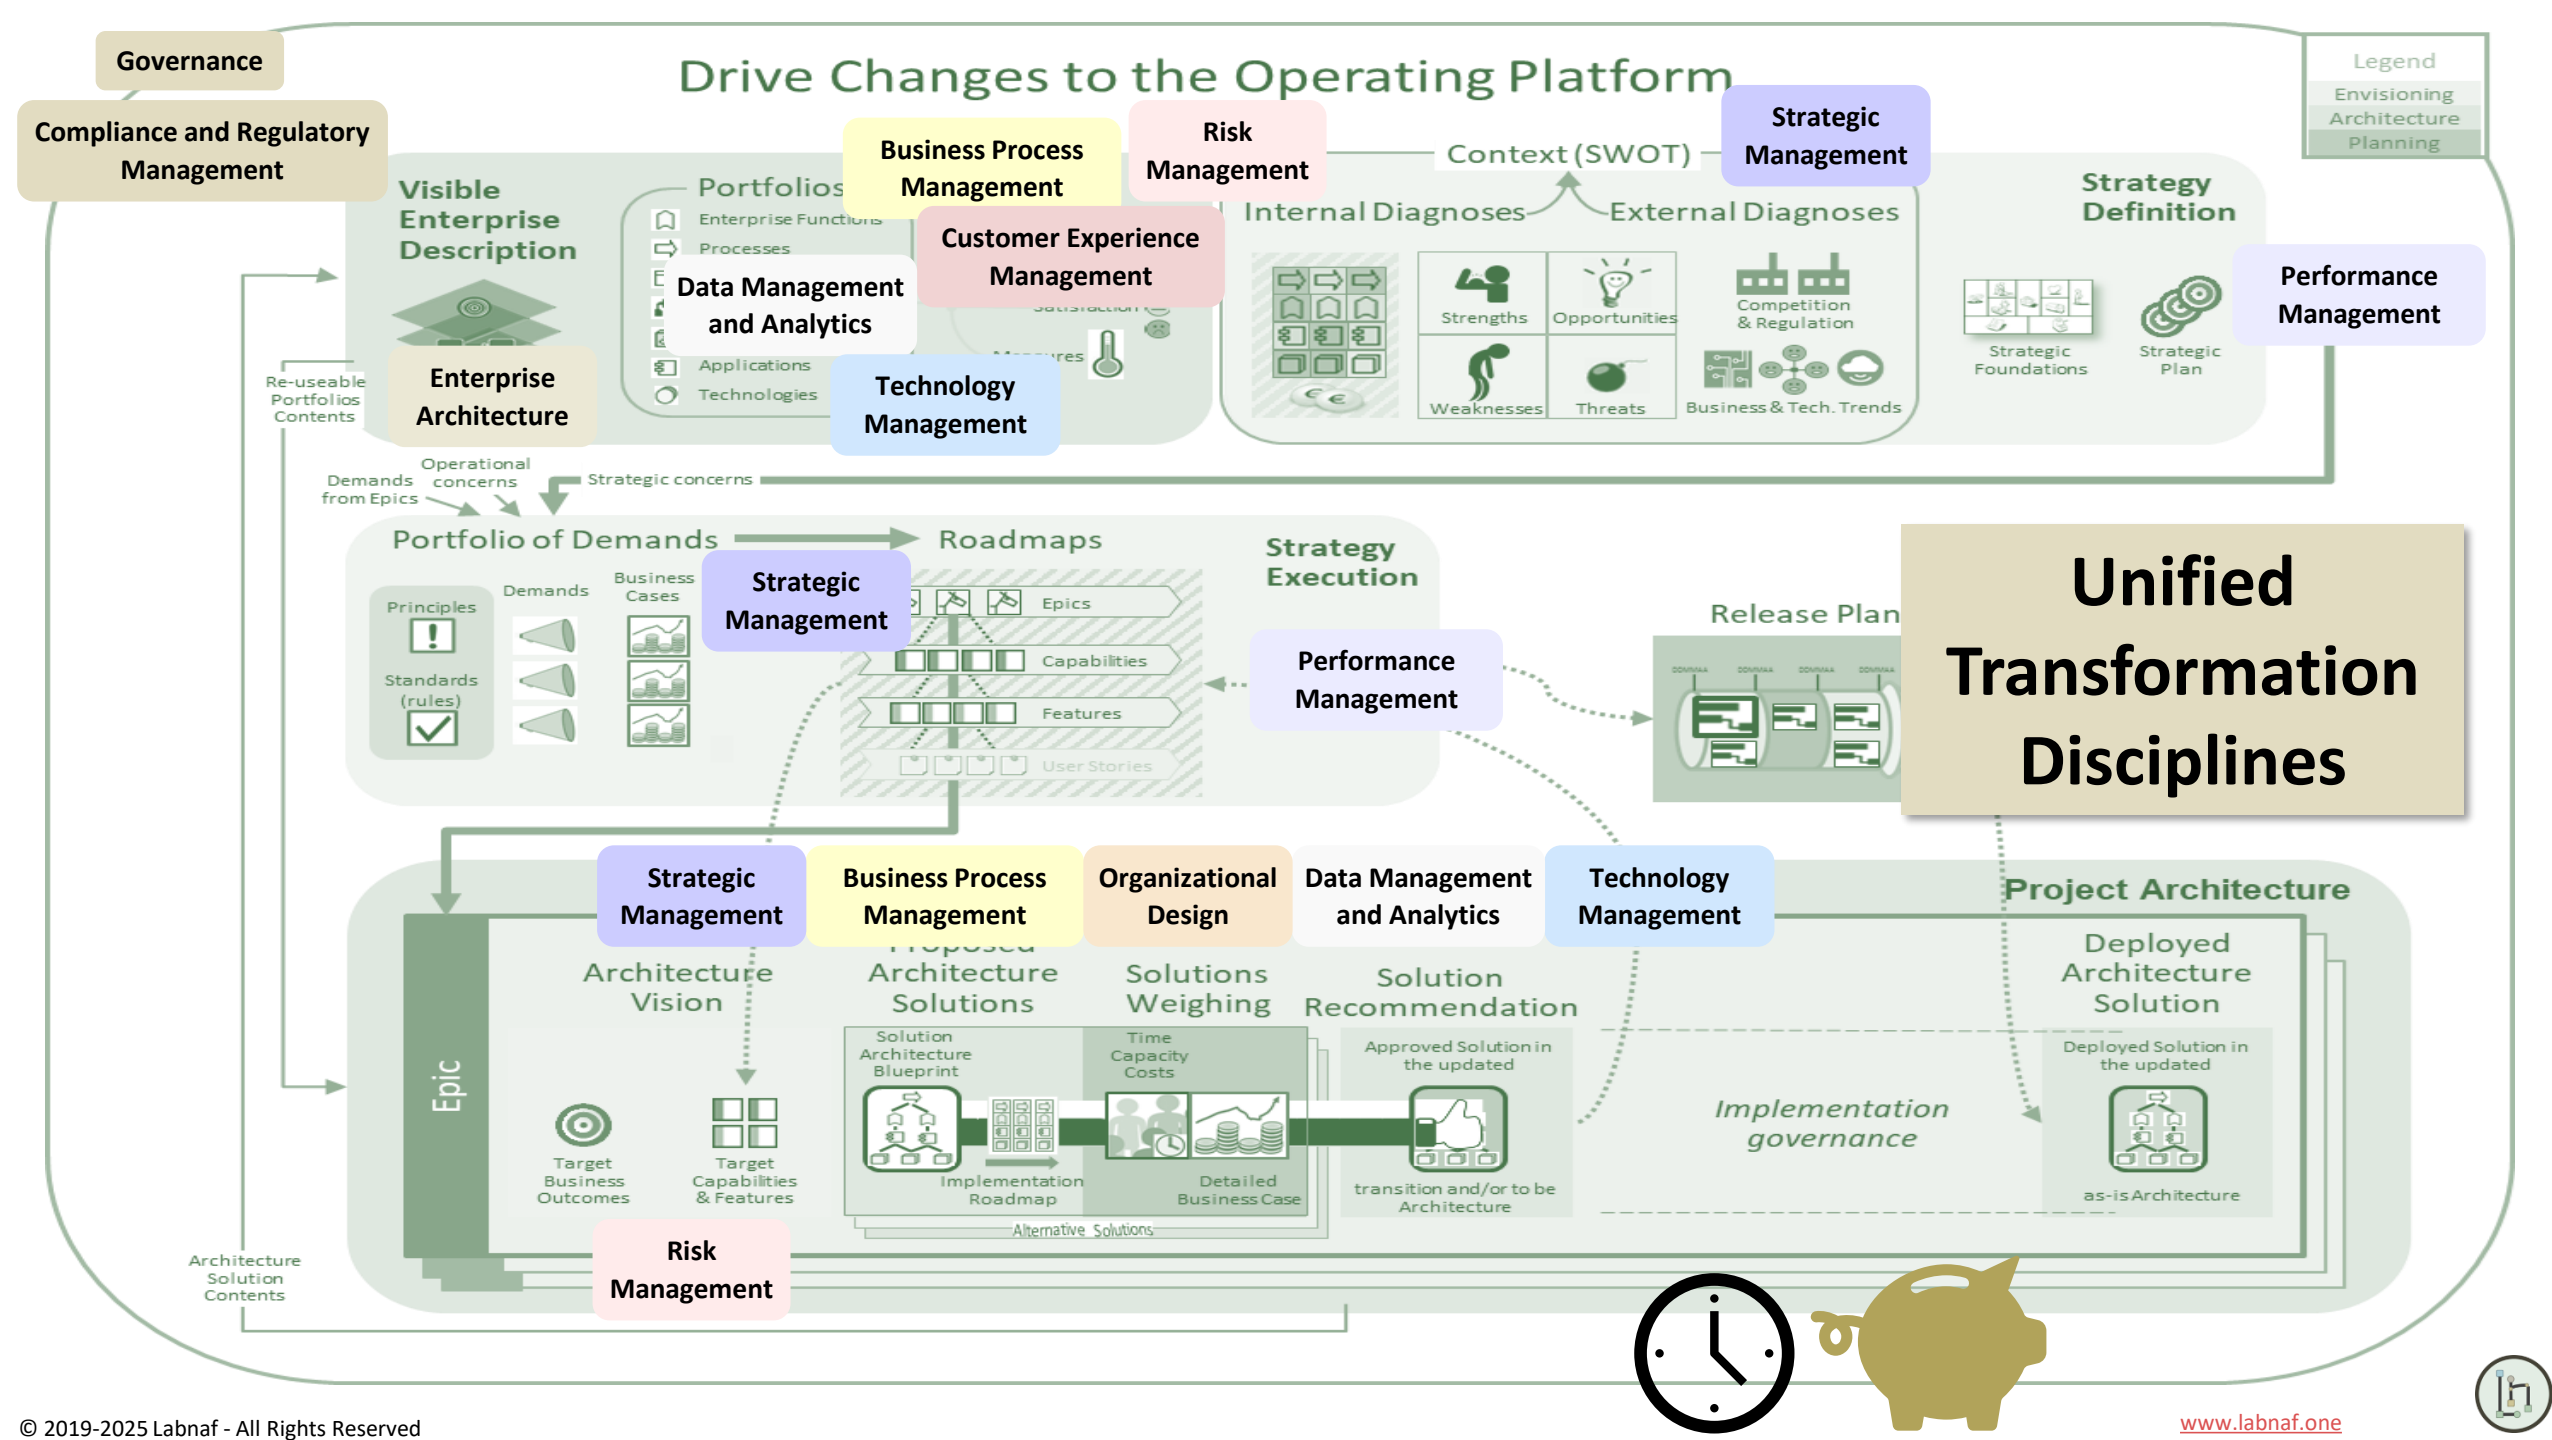 Governance
Compliance and Regulatory
Management
Drive Changes to the Operating Platform
Legend
Envisioning
Architecture
Planning
Business Process
Management
Risk
Management
Context (SWOT)
Strategic
Management
Visible
Enterprise
Description
Portfolios
Enterprise Functions
Processes
Customer Experience
Management
Data Management
and Analytics
Satisfaction
Applications
Technologies
Enterprise
Architecture
Technology
Management
Internal Diagnoses
External Diagnoses
Strengths
Opportunities
Weaknesses
Threats
Competition
& Regulation
Business & Tech. Trends
Strategy
Definition
Strategic
Foundations
Strategic
Plan
Performance
Management
Re-useable
Portfolios
Contents
Demands
from Epics
Operational
concerns
Strategic concerns
Portfolio of Demands
Roadmaps
Strategy
Execution
Principles
Standards
(rules)
Demands
Business
Cases
Strategic
Management
Epics
Capabilities
Features
User Stories
Performance
Management
Release Plan
DDMMAA DDMMAA DDMMAA DDMMAA
Unified
Transformation
Disciplines
Strategic
Management
Business Process
Management
Organizational
Design
Data Management
and Analytics
Technology
Management
Project Architecture
Epic
Architecture
Vision
Target
Business
Outcomes
Target
Capabilities
& Features
Proposed
Architecture
Solutions
Solution
Architecture
Blueprint
Implementation
Roadmap
Solutions
Weighing
Time
Capacity
Costs
Detailed
Business Case
Alternative Solutions
Solution
Recommendation
Approved Solution in
the updated
transition and/or to be
Architecture
Implementation
governance
Deployed
Architecture
Solution
Deployed Solution in
the updated
as-is Architecture
Risk
Management
Architecture
Solution
Contents
© 2019-2025 Labnaf - All Rights Reserved
www.labnaf.one